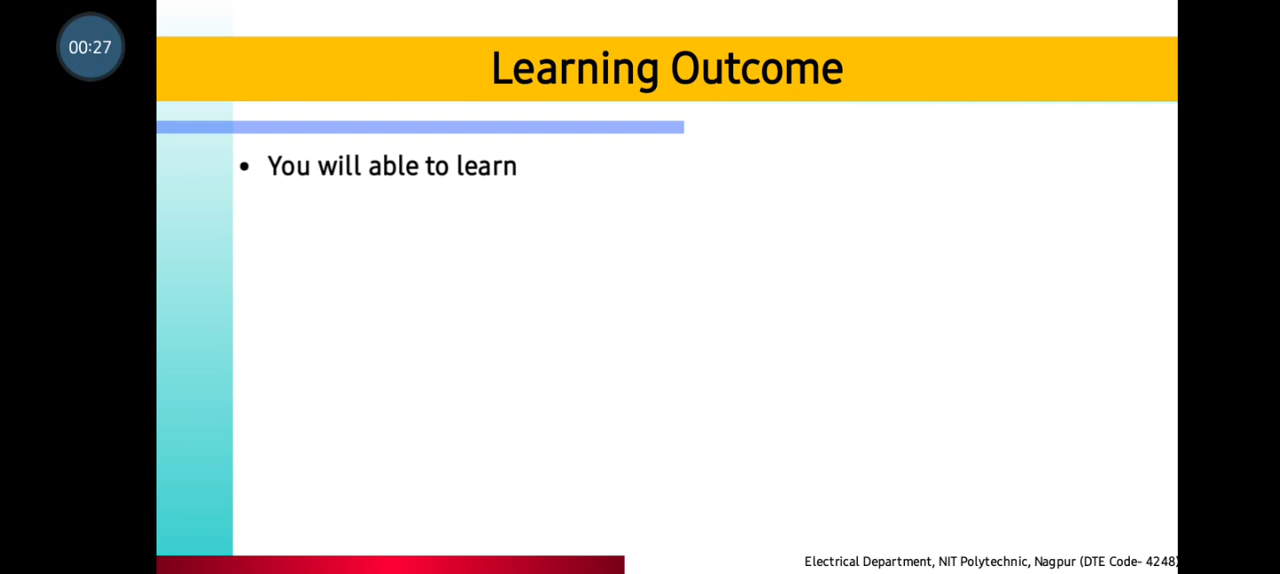 00:27
Learning Outcome
• You will able to learn
Electrical Department, NIT Polytechnic, Nagpur (DTE Code- 4248)